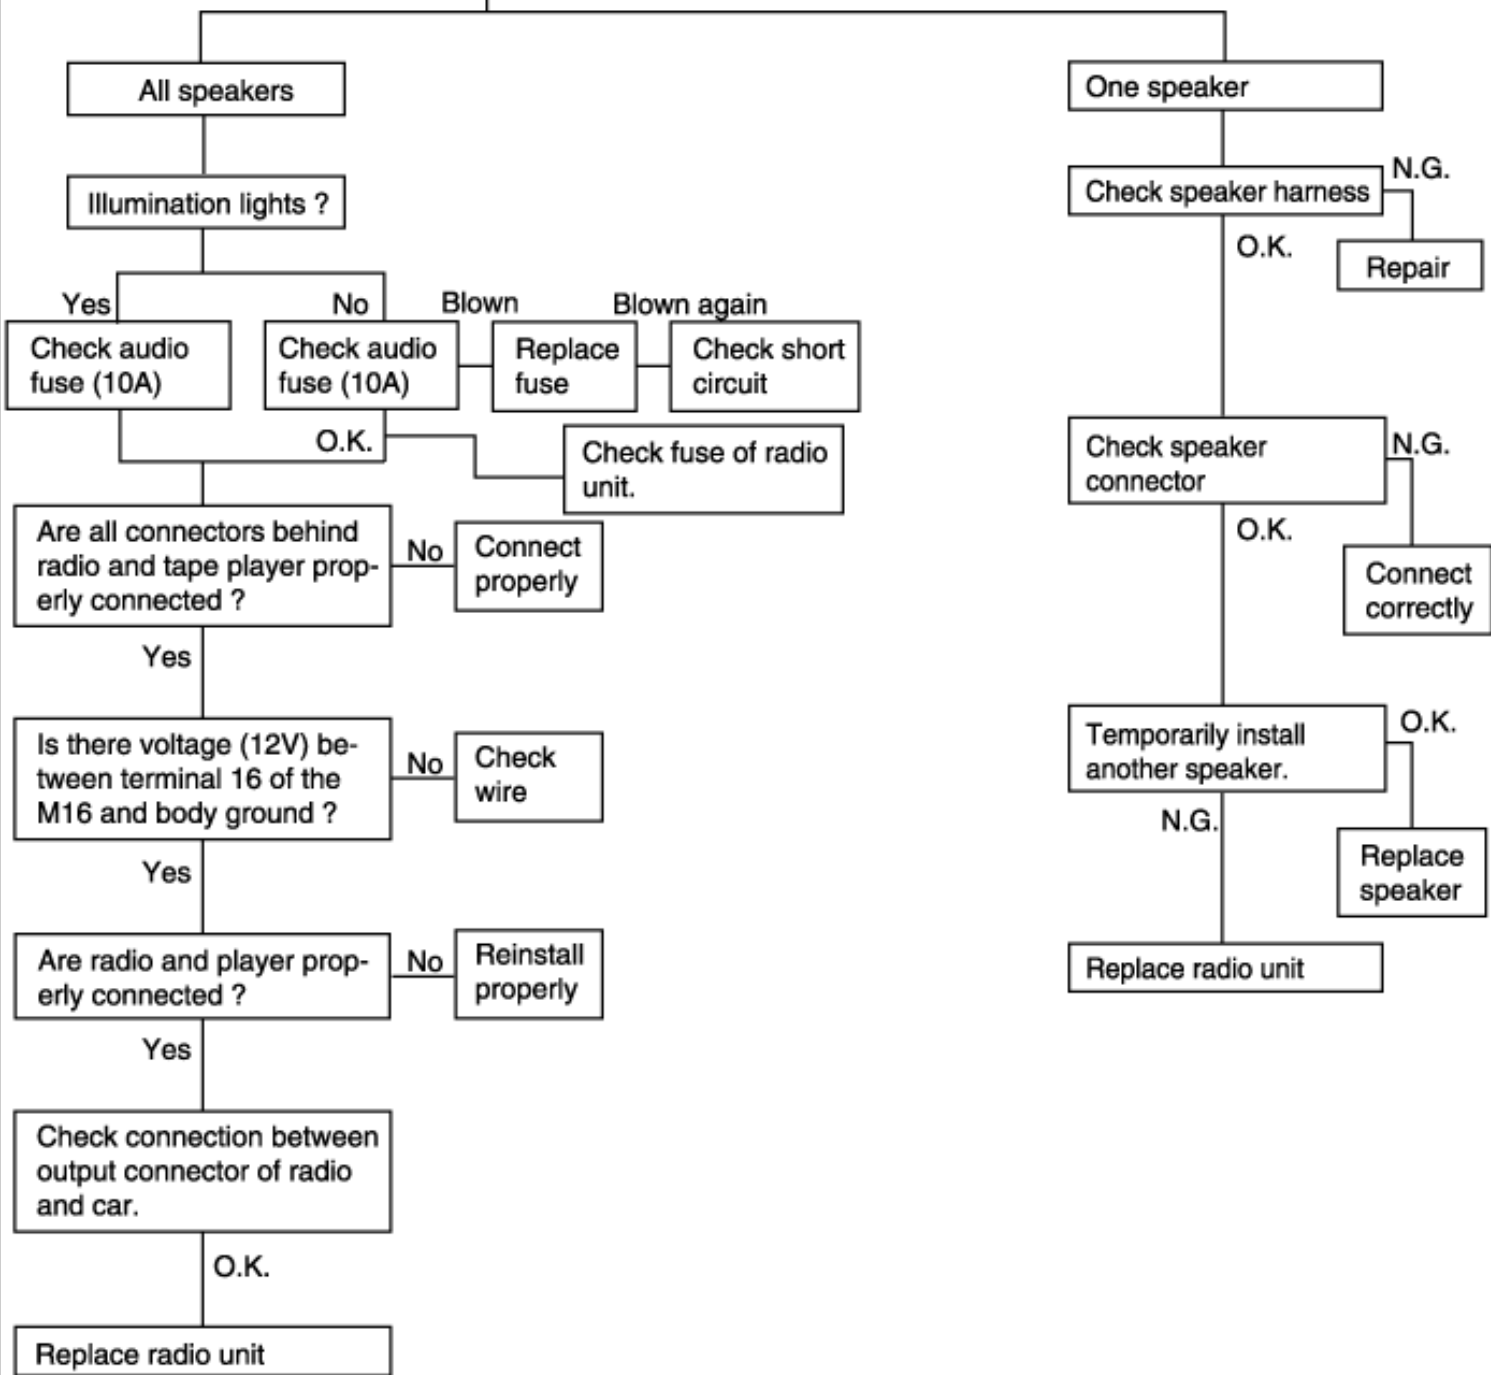 All speakers
Illumination lights ?
Yes
No
Blown
Blown again
Check audio
fuse (10A)
Check audio
fuse (10A)
Replace
fuse
Check short
circuit
O.K.
Check fuse of radio
unit.
Are all connectors behind
radio and tape player prop-
erly connected ?
No
Connect
properly
Yes
Is there voltage (12V) be-
tween terminal 16 of the
M16 and body ground ?
No
Check
wire
Yes
Are radio and player prop-
erly connected ?
No
Reinstall
properly
Yes
Check connection between
output connector of radio
and car.
O.K.
Replace radio unit
One speaker
Check speaker harness
N.G.
Repair
O.K.
Check speaker
connector
N.G.
Connect
correctly
O.K.
Temporarily install
another speaker.
O.K.
Replace
speaker
N.G.
Replace radio unit